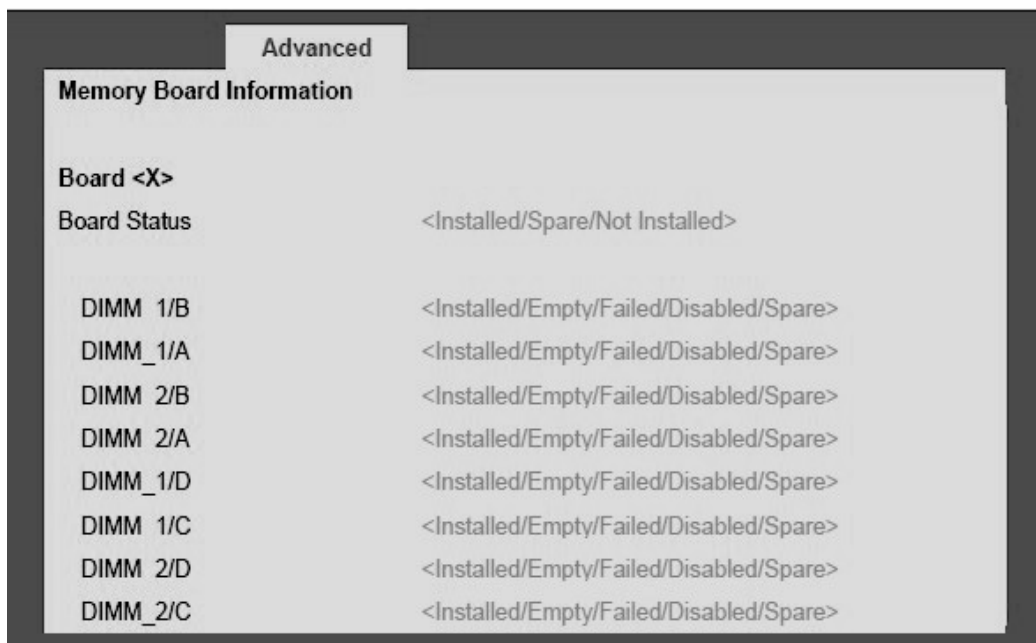 Advanced
Memory Board Information
Board <X>
Board Status <Installed/Spare/Not Installed>
DIMM 1/B <Installed/Empty/Failed/Disabled/Spare>
DIMM_1/A <Installed/Empty/Failed/Disabled/Spare>
DIMM 2/B <Installed/Empty/Failed/Disabled/Spare>
DIMM 2/A <Installed/Empty/Failed/Disabled/Spare>
DIMM_1/D <Installed/Empty/Failed/Disabled/Spare>
DIMM 1/C <Installed/Empty/Failed/Disabled/Spare>
DIMM 2/D <Installed/Empty/Failed/Disabled/Spare>
DIMM_2/C <Installed/Empty/Failed/Disabled/Spare>